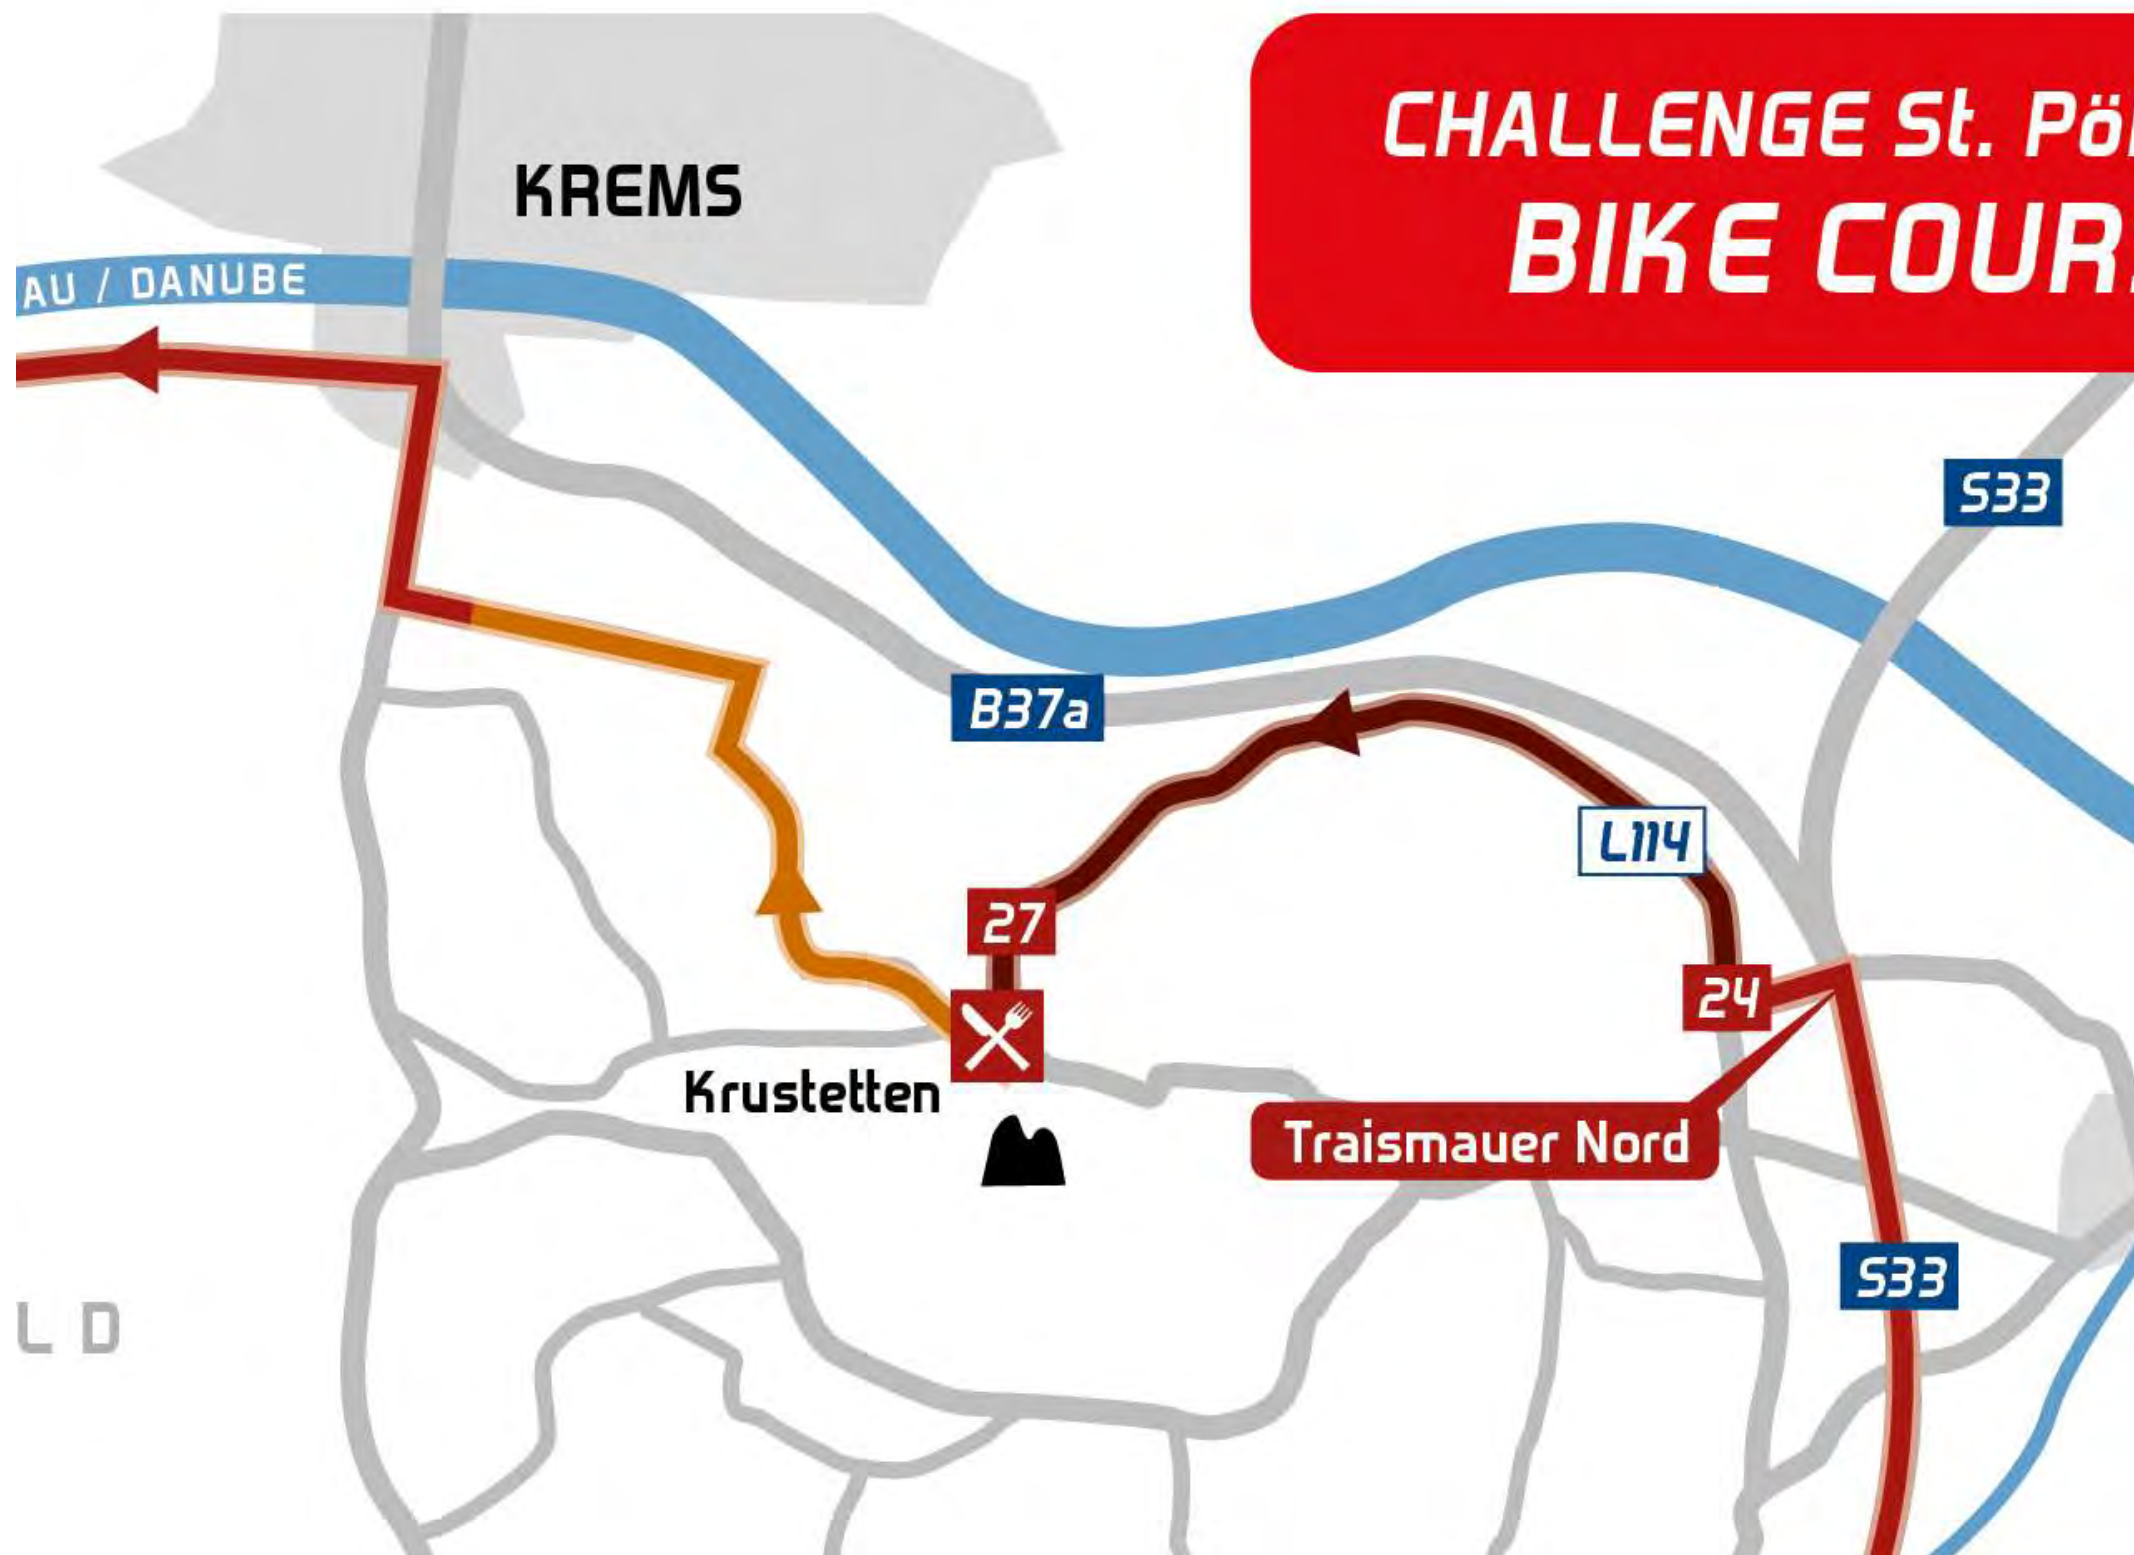 CHALLENGE St. Pö
BIKE COUR
KREMS
AU / DANUBE
S33
B37a
L114
27
24
Krustetten
Traismauer Nord
S33
L D